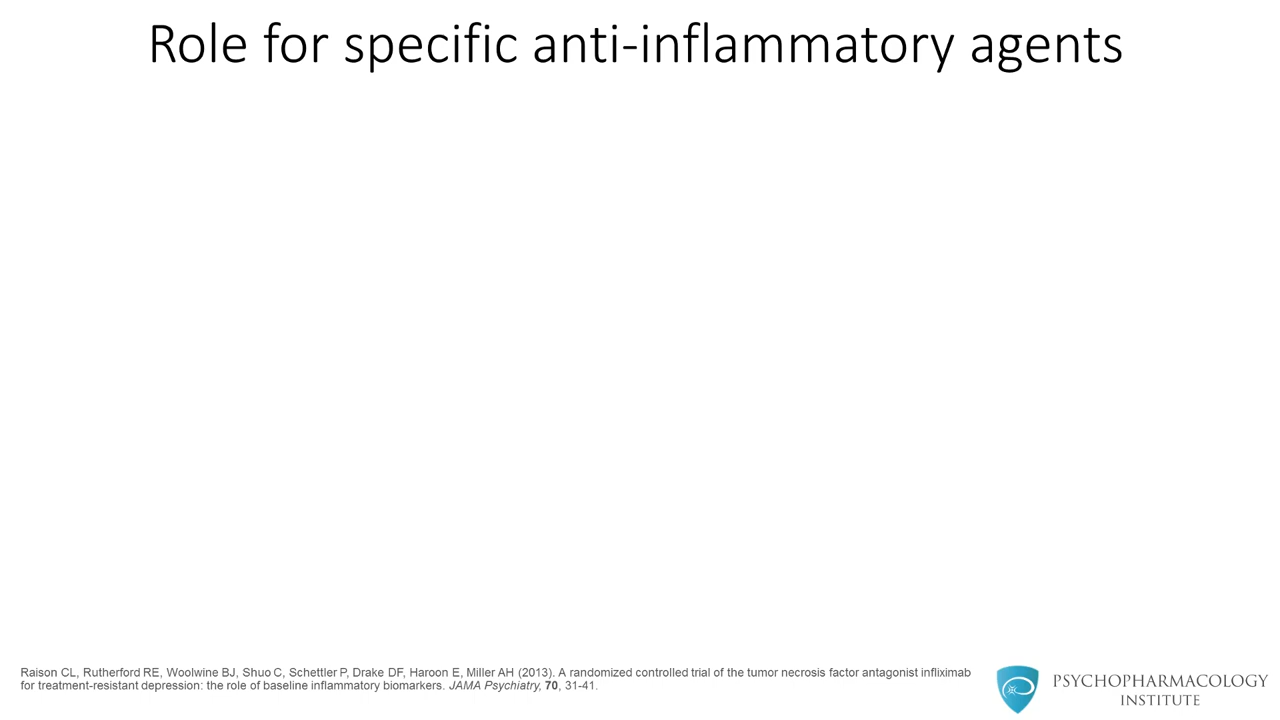 Role for specific anti-inflammatory agents
Raison CL, Rutherford RE, Woolwine BJ, Shuo C, Schettler P, Drake DF, Haroon E, Miller AH (2013). A randomized controlled trial of the tumor necrosis factor antagonist infliximab
for treatment-resistant depression: the role of baseline inflammatory biomarkers. JAMA Psychiatry, 70, 31-41.
PSYCHOPHARMACOLOGY
INSTITUTE